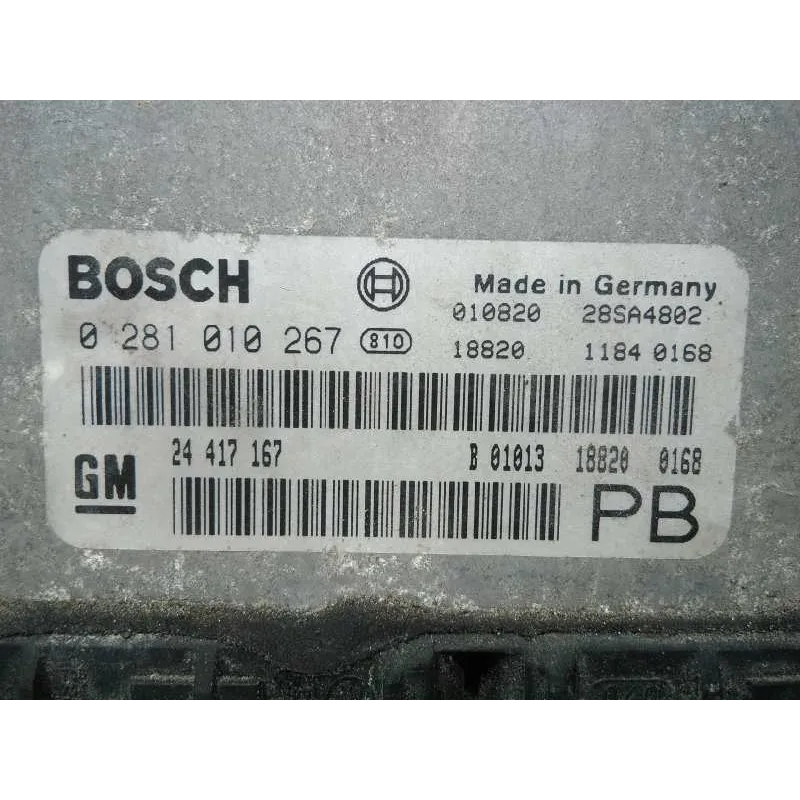 BOSCH
Made in Germany
010820 28SA4802
0 281 010 267 810
18820 1184 0168
24 417 167 B 01013 18820 0168
GM
PB